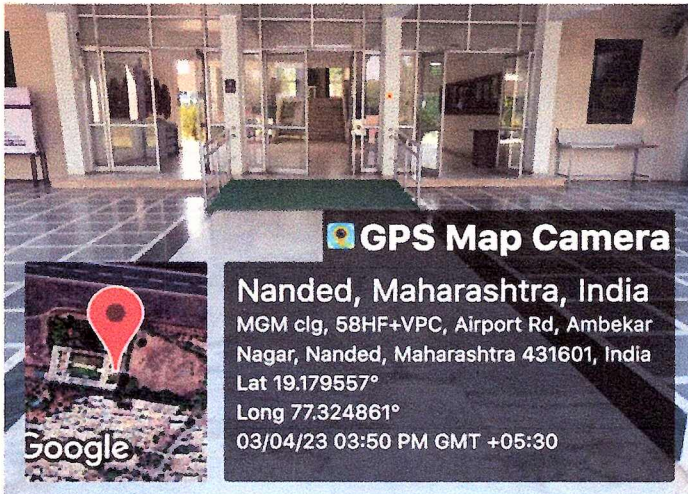 GPS Map Camera
Nanded, Maharashtra, India
MGM clg, 58HF+VPC, Airport Rd, Ambekar
Nagar, Nanded, Maharashtra 431601, India
Lat 19.179557°
Long 77.324861°
03/04/23 03:50 PM GMT +05:30
Google